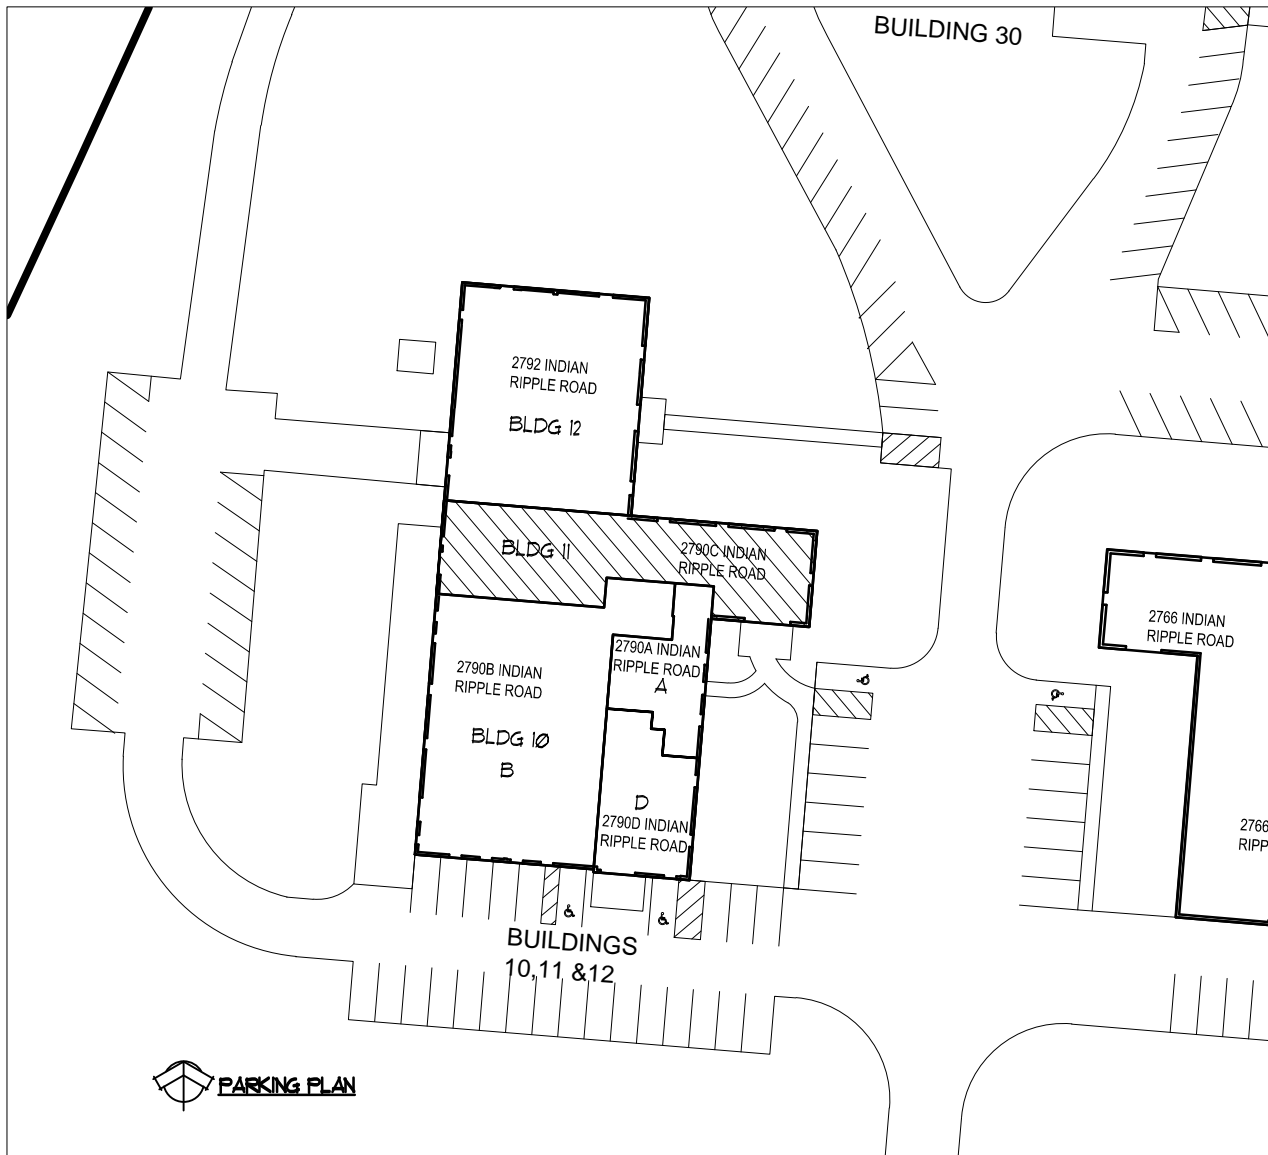 BUILDING 30
2792 INDIAN
RIPPLE ROAD
BLDG 12
BLDG 11
2790C INDIAN
RIPPLE ROAD
2766 INDIAN
RIPPLE ROAD
2790A INDIAN
RIPPLE ROAD
A
2790B INDIAN
RIPPLE ROAD
BLDG 10
B
D
2790D INDIAN
RIPPLE ROAD
2766
RIPP
BUILDINGS
10,11 &12
PARKING PLAN